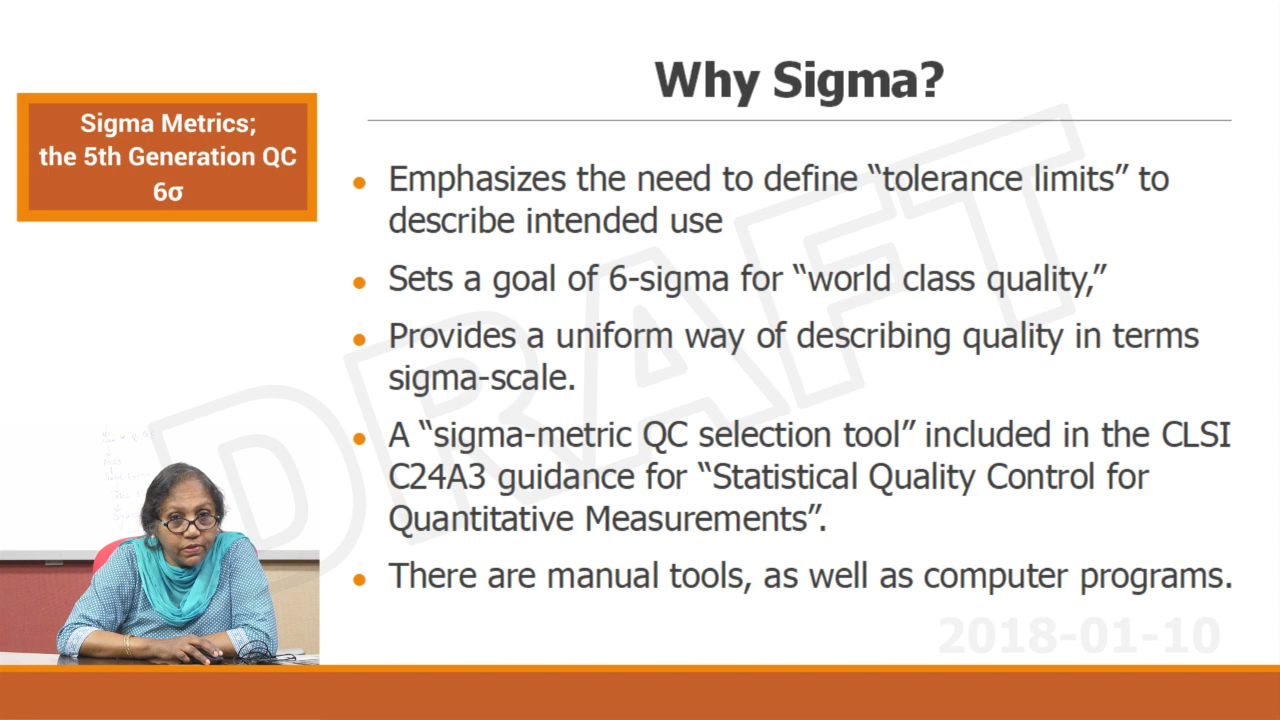 Why Sigma?
Sigma Metrics;
the 5th Generation QC
6σ
Emphasizes the need to define “tolerance limits” to
describe intended use
Sets a goal of 6-sigma for “world class quality,”
Provides a uniform way of describing quality in terms
sigma-scale.
A “sigma-metric QC selection tool” included in the CLSI
C24A3 guidance for “Statistical Quality Control for
Quantitative Measurements”.
There are manual tools, as well as computer programs.
DRAFT
2018-01-10